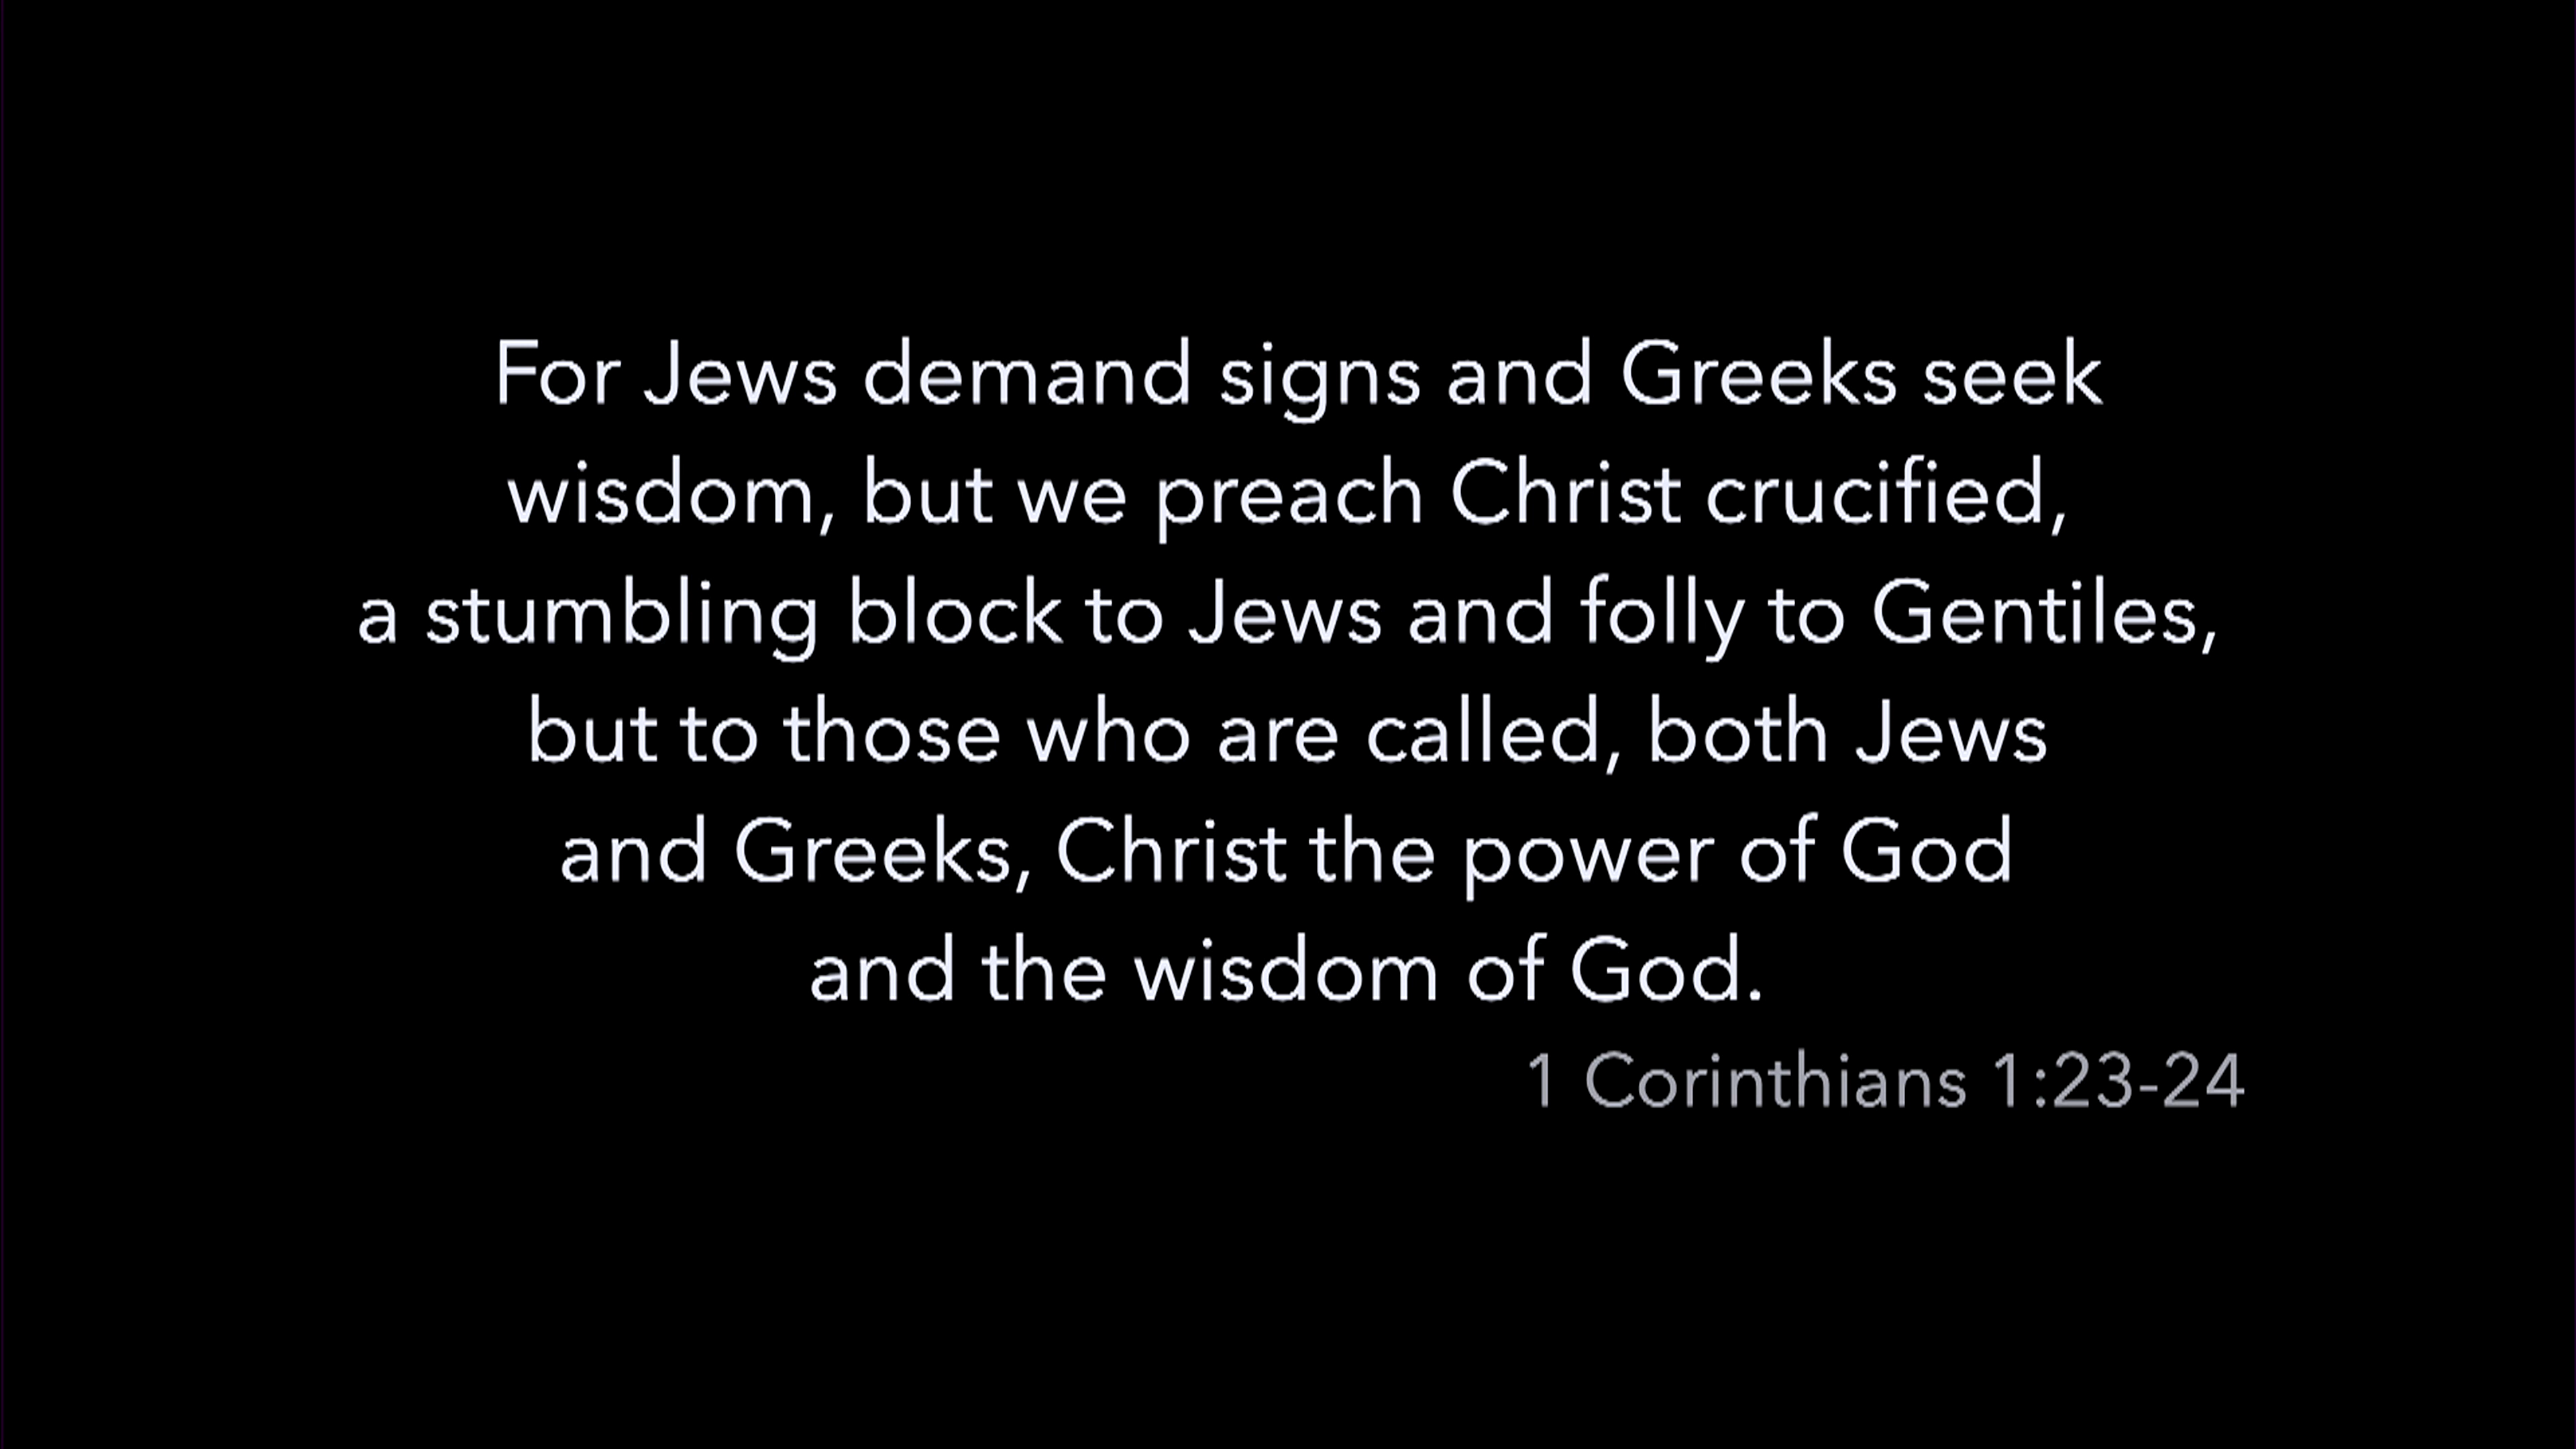 For Jews demand signs and Greeks seek
wisdom, but we preach Christ crucified,
a stumbling block to Jews and folly to Gentiles,
but to those who are called, both Jews
and Greeks, Christ the power of God
and the wisdom of God.
1 Corinthians 1:23-24